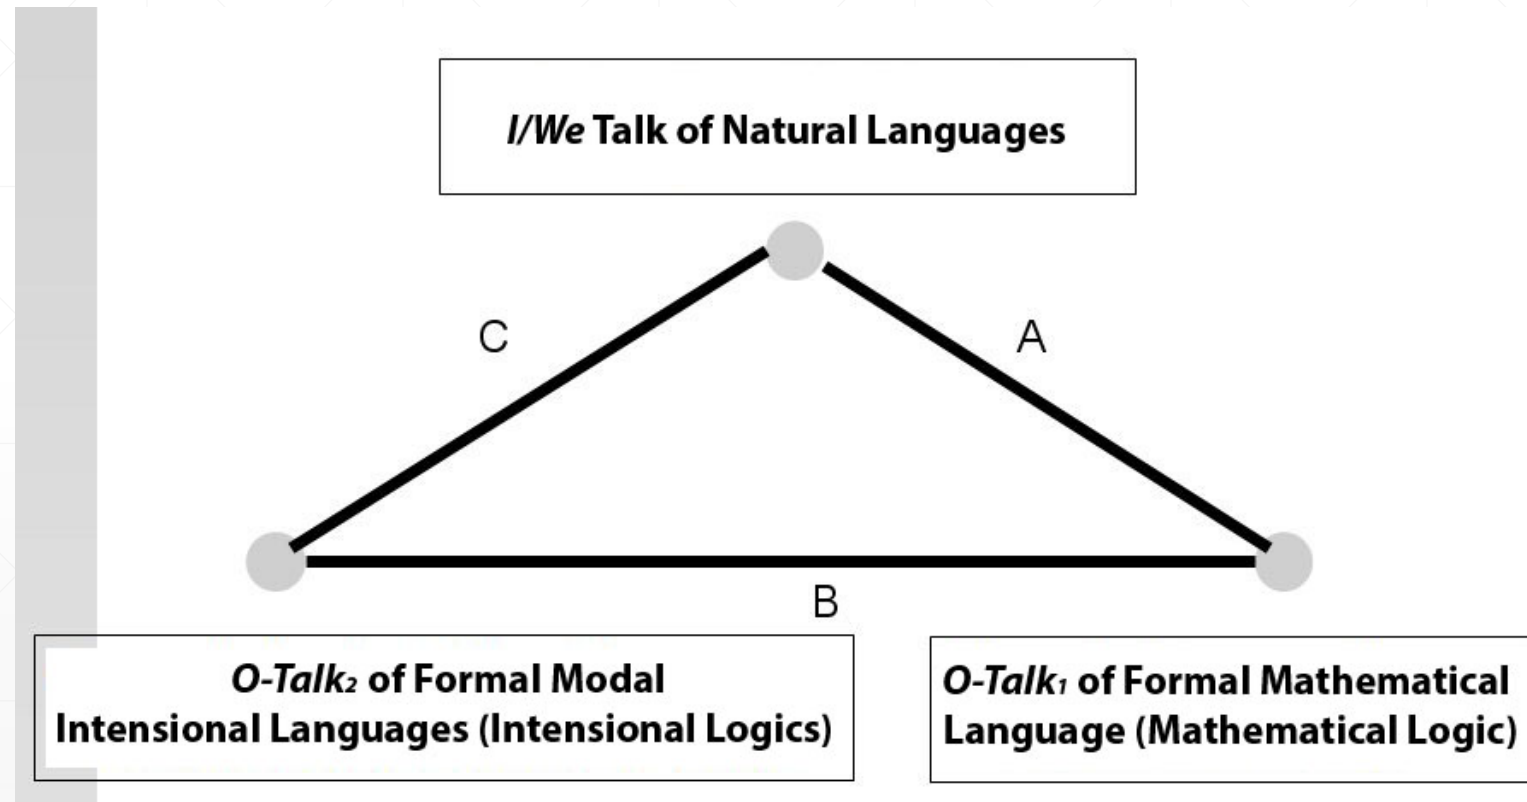 I/We Talk of Natural Languages
C
A
B
O-Talk₂ of Formal Modal
Intensional Languages (Intensional Logics)
O-Talk₁ of Formal Mathematical
Language (Mathematical Logic)